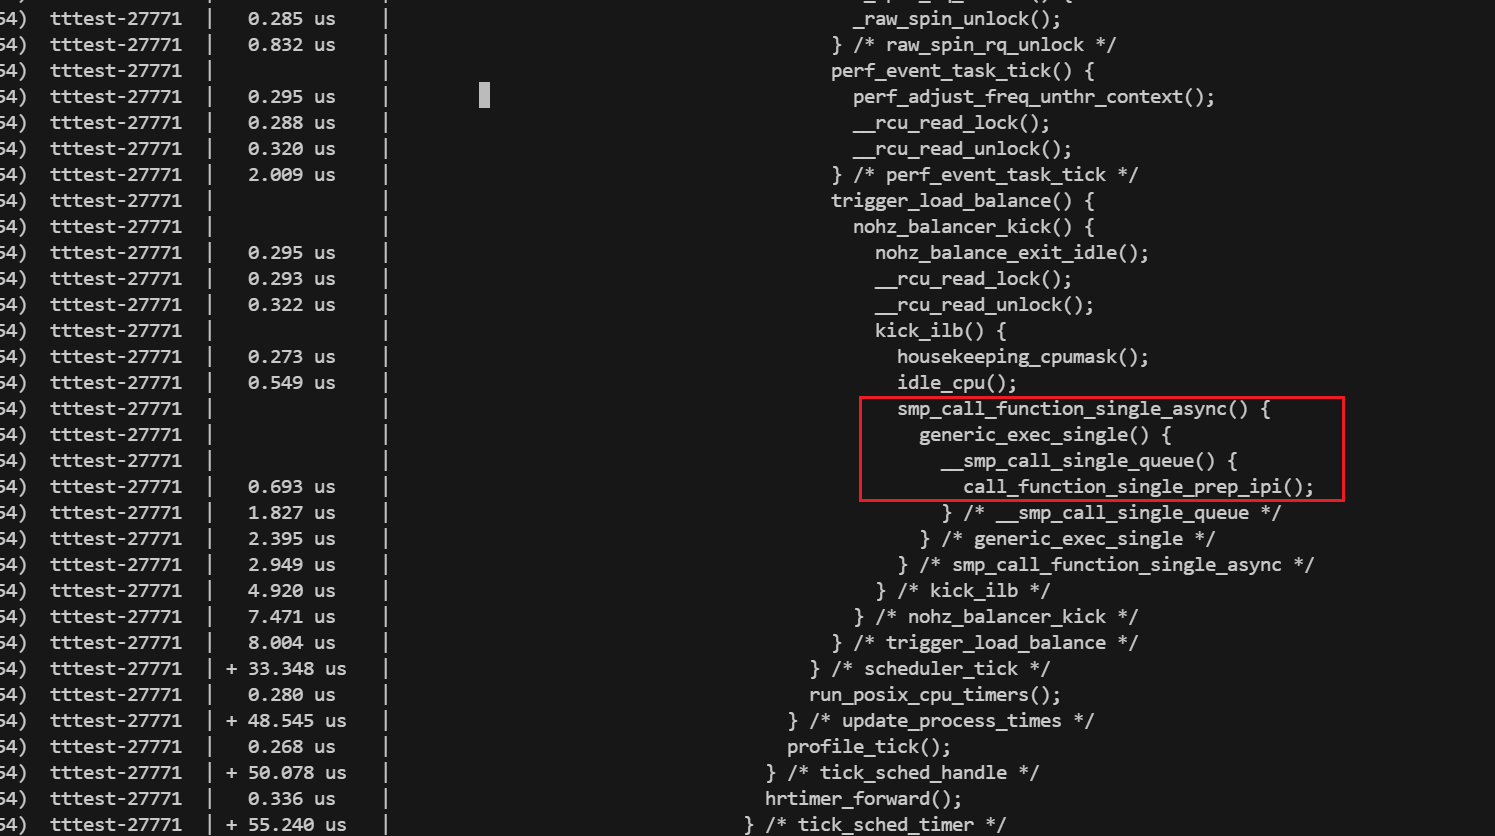 54)  tttest-27771  |   0.285 us    |                                          _raw_spin_unlock();
54)  tttest-27771  |   0.832 us    |                                        } /* raw_spin_rq_unlock */
54)  tttest-27771  |               |                                        perf_event_task_tick() {
54)  tttest-27771  |   0.295 us    |                                          perf_adjust_freq_unthr_context();
54)  tttest-27771  |   0.288 us    |                                          __rcu_read_lock();
54)  tttest-27771  |   0.320 us    |                                          __rcu_read_unlock();
54)  tttest-27771  |   2.009 us    |                                        } /* perf_event_task_tick */
54)  tttest-27771  |               |                                        trigger_load_balance() {
54)  tttest-27771  |               |                                          nohz_balancer_kick() {
54)  tttest-27771  |   0.295 us    |                                            nohz_balance_exit_idle();
54)  tttest-27771  |   0.293 us    |                                            __rcu_read_lock();
54)  tttest-27771  |   0.322 us    |                                            __rcu_read_unlock();
54)  tttest-27771  |               |                                            kick_ilb() {
54)  tttest-27771  |   0.273 us    |                                              housekeeping_cpumask();
54)  tttest-27771  |   0.549 us    |                                              idle_cpu();
54)  tttest-27771  |               |                                              smp_call_function_single_async() {
54)  tttest-27771  |               |                                                generic_exec_single() {
54)  tttest-27771  |               |                                                  __smp_call_single_queue() {
54)  tttest-27771  |   0.693 us    |                                                    call_function_single_prep_ipi();
54)  tttest-27771  |   1.827 us    |                                                  } /* __smp_call_single_queue */
54)  tttest-27771  |   2.395 us    |                                                } /* generic_exec_single */
54)  tttest-27771  |   2.949 us    |                                              } /* smp_call_function_single_async */
54)  tttest-27771  |   4.920 us    |                                            } /* kick_ilb */
54)  tttest-27771  |   7.471 us    |                                          } /* nohz_balancer_kick */
54)  tttest-27771  |   8.004 us    |                                        } /* trigger_load_balance */
54)  tttest-27771  | + 33.348 us   |                                      } /* scheduler_tick */
54)  tttest-27771  |   0.280 us    |                                      run_posix_cpu_timers();
54)  tttest-27771  | + 48.545 us   |                                    } /* update_process_times */
54)  tttest-27771  |   0.268 us    |                                    profile_tick();
54)  tttest-27771  | + 50.078 us   |                                  } /* tick_sched_handle */
54)  tttest-27771  |   0.336 us    |                                  hrtimer_forward();
54)  tttest-27771  | + 55.240 us   |                                } /* tick_sched_timer */